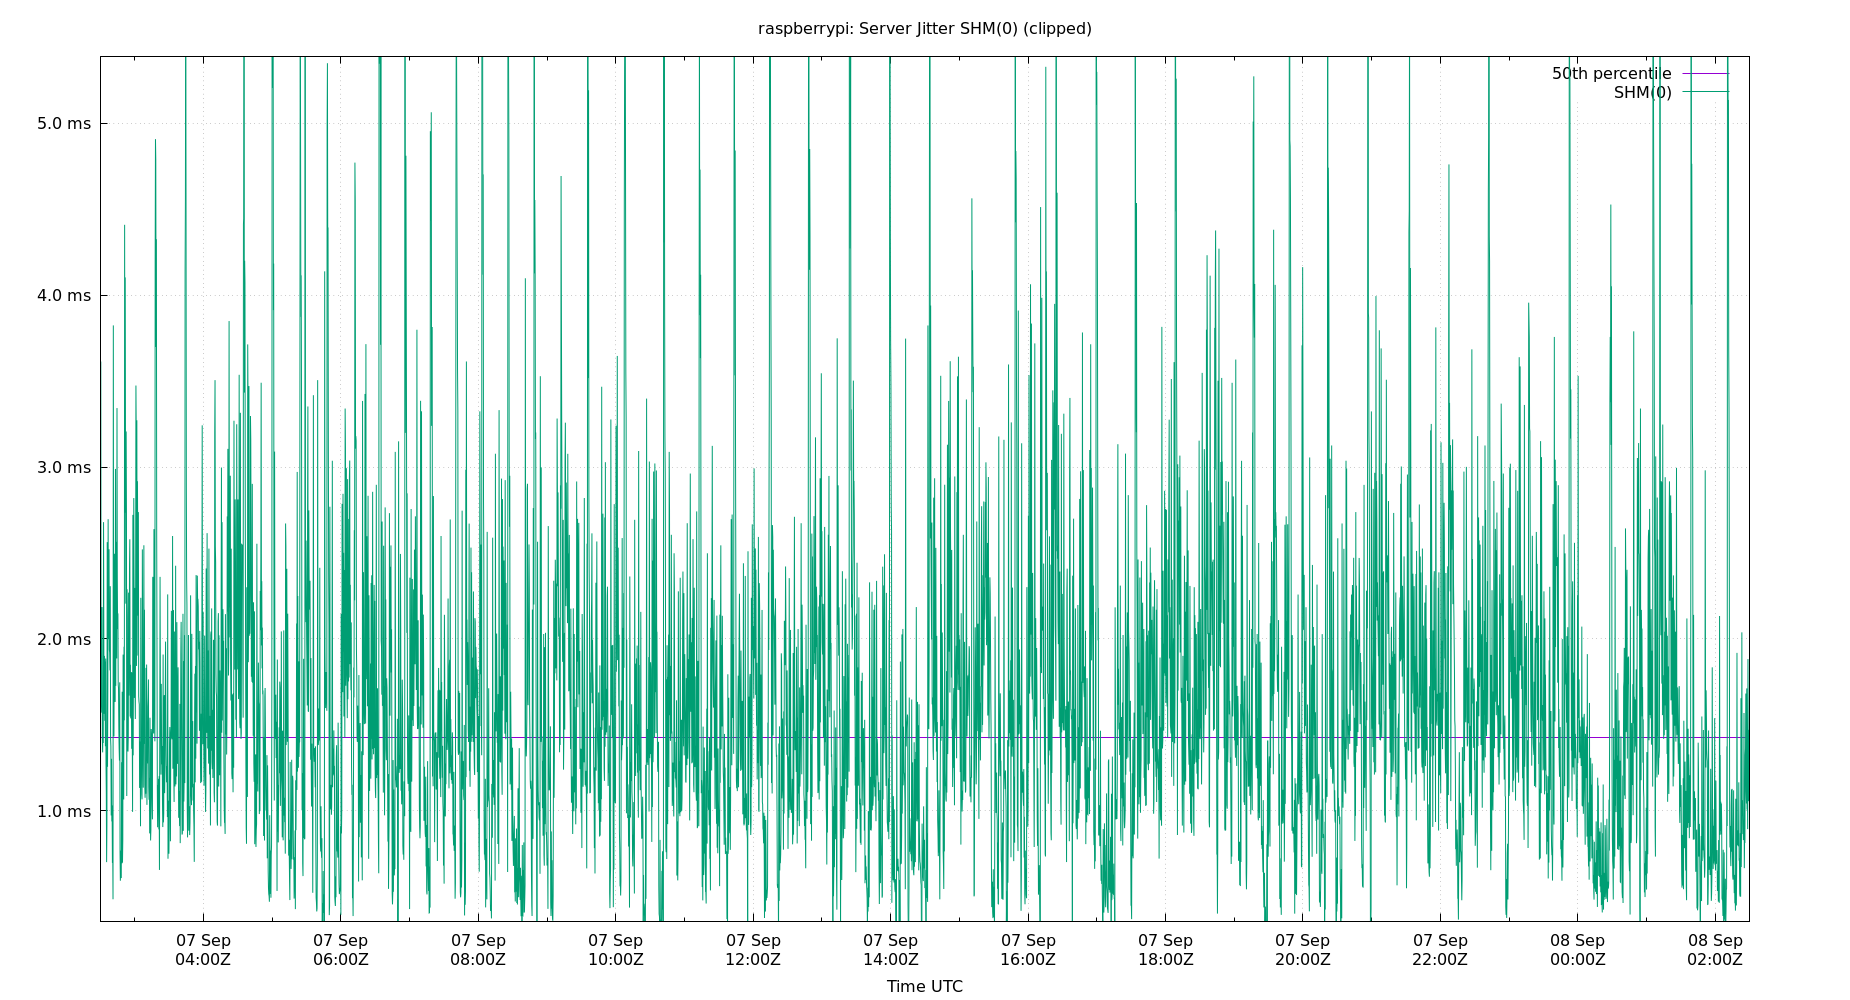 raspberrypi: Server Jitter SHM(0) (clipped)
50th percentile
SHM(0)
5.0 ms
4.0 ms
3.0 ms
2.0 ms
1.0 ms
07 Sep 07 Sep 07 Sep 07 Sep 07 Sep 07 Sep 07 Sep 07 Sep 07 Sep 07 Sep 08 Sep 08 Sep
04:00Z 06:00Z 08:00Z 10:00Z 12:00Z 14:00Z 16:00Z 18:00Z 20:00Z 22:00Z 00:00Z 02:00Z
Time UTC